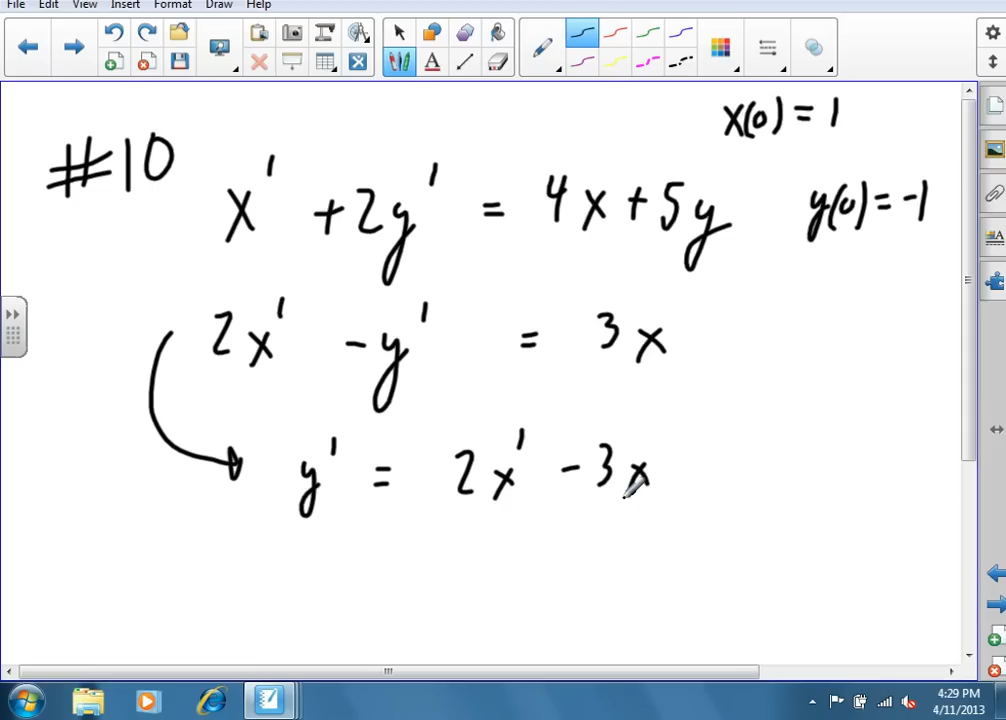 File Edit View Insert Format Draw Help
x(0) = 1
#10 x' + 2y' = 4x + 5y y(0) = -1
2x' - y' = 3x
y' = 2x' - 3x
4:29 PM
4/11/2013